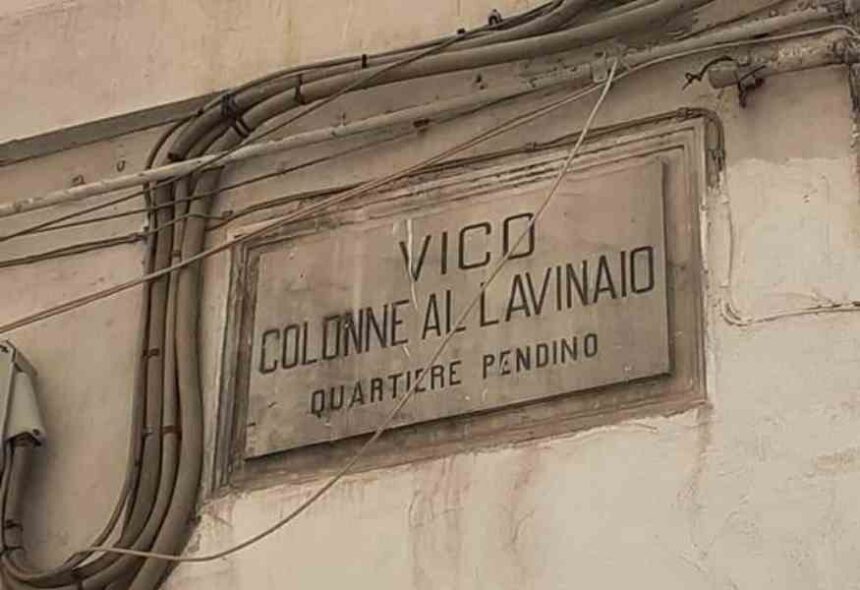 VICO
COLONNE AL LAVINAIO
QUARTIERE PENDINO